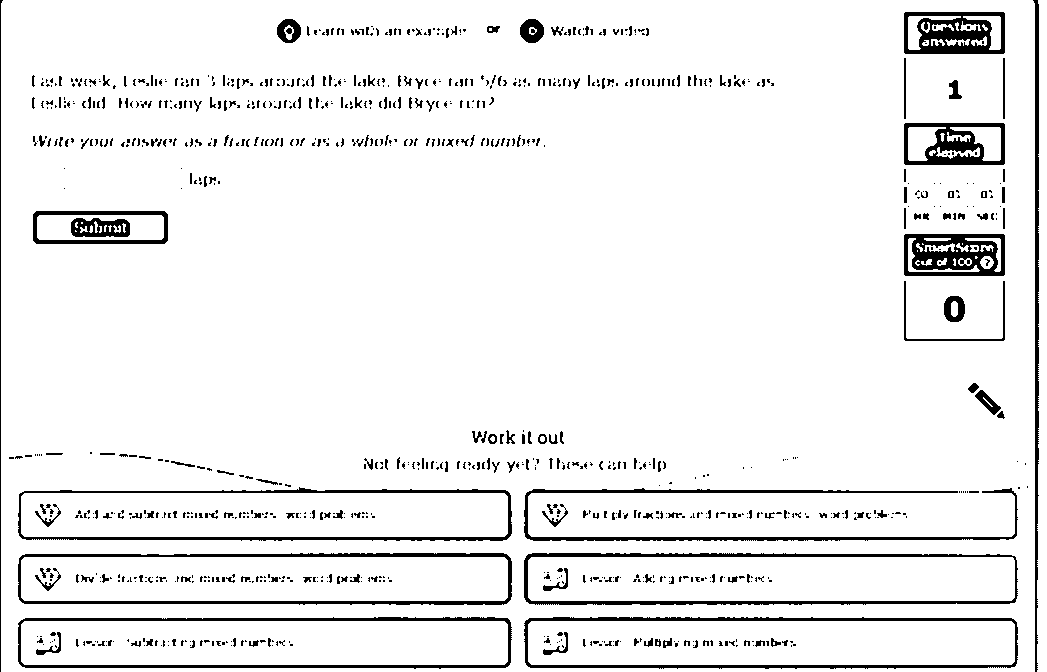 Learn with an example or Watch a video
Last week, Leslie ran 3 laps around the lake. Bryce ran 5/6 as many laps around the lake as
Leslie did. How many laps around the lake did Bryce run?
Write your answer as a fraction or as a whole or mixed number.
laps
Submit
Questions
answered
1
Time
elapsed
HR MIN SEC
SmartScore
out of 100 ?
0
Work it out
Not feeling ready yet? These can help
Add and subtract mixed numbers: word problems
Multiply fractions and mixed numbers: word problems
Divide fractions and mixed numbers: word problems
Lesson: Adding mixed numbers
Lesson: Subtracting mixed numbers
Lesson: Multiplying mixed numbers